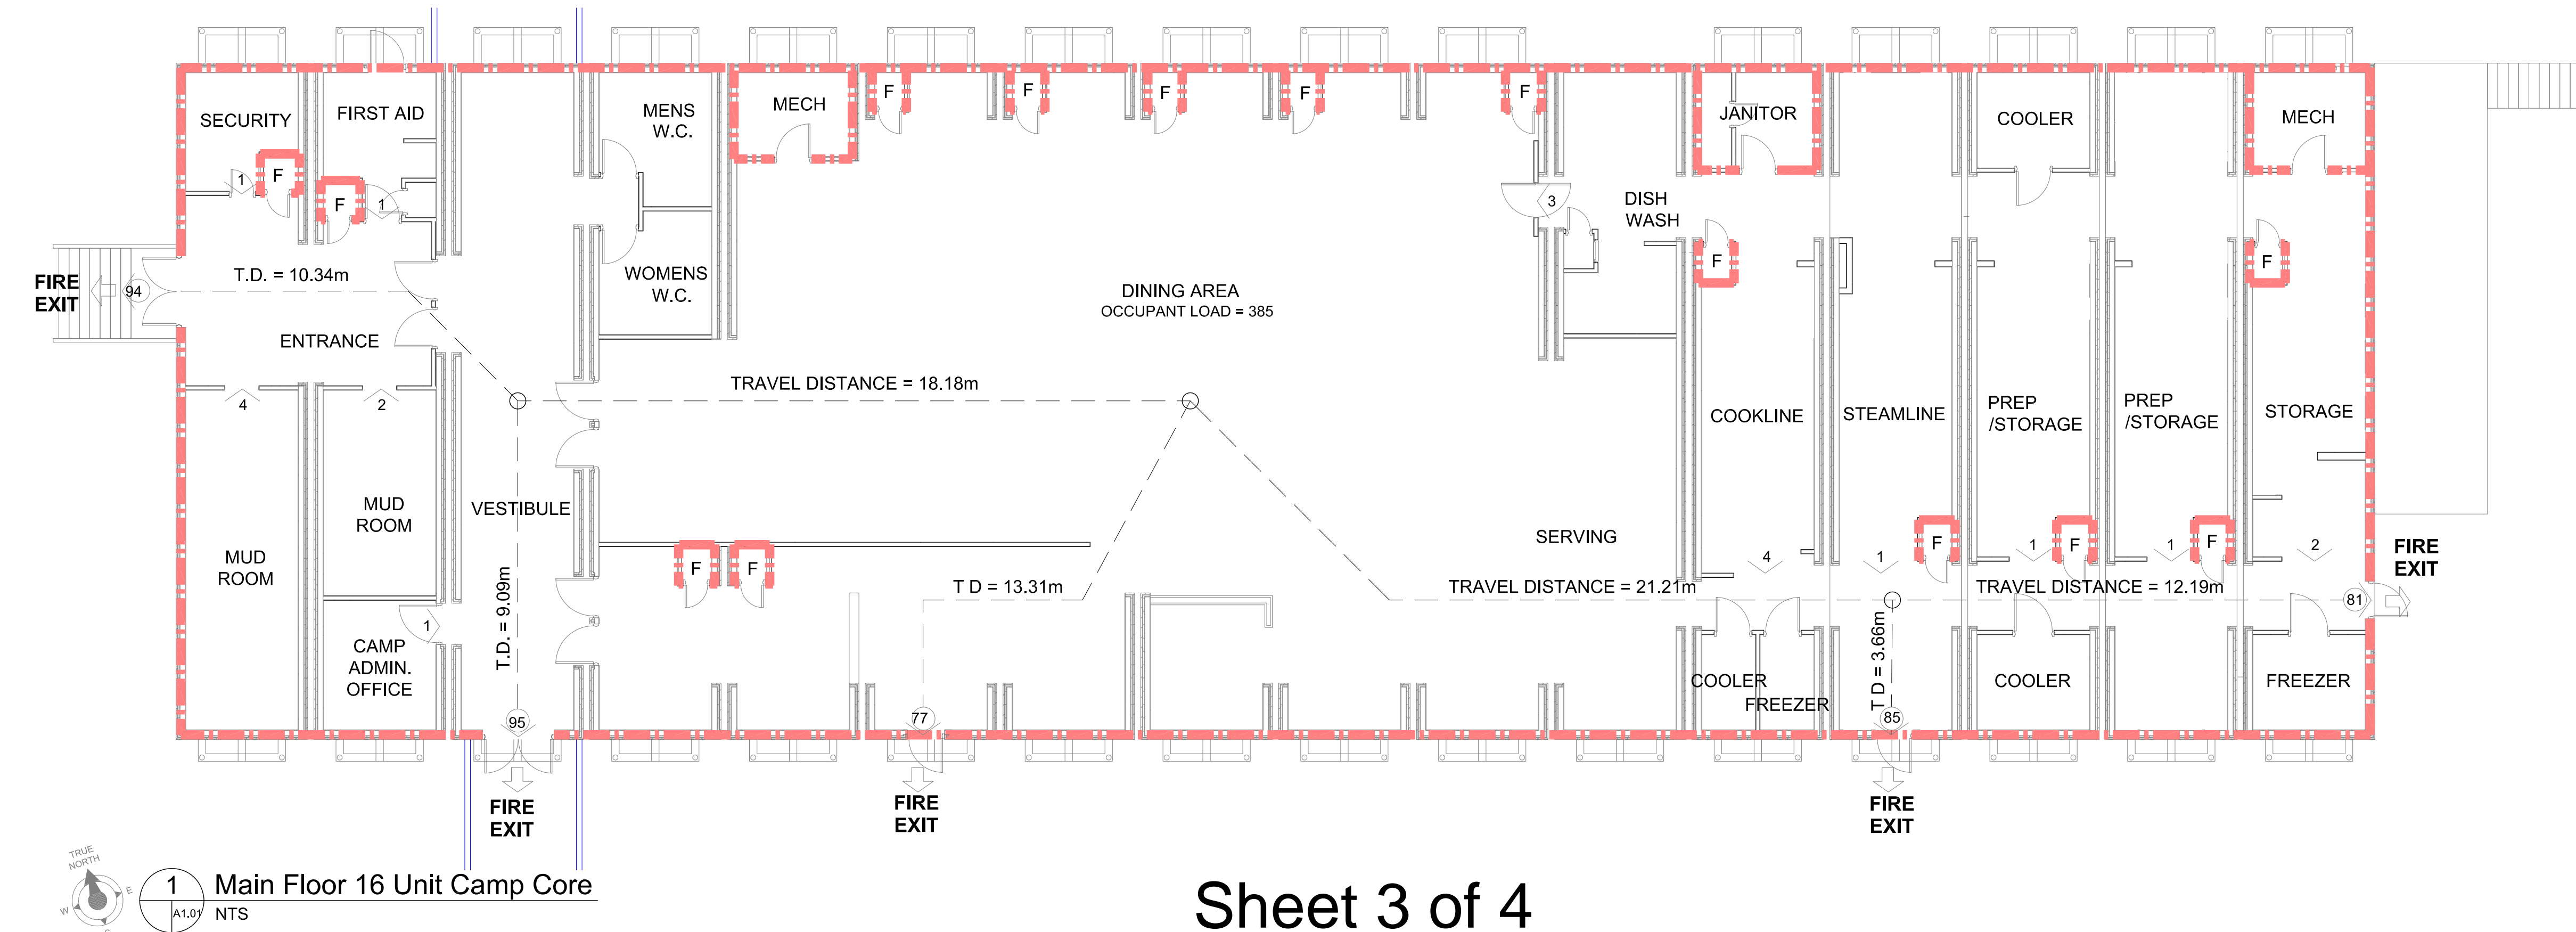 SECURITY
FIRST AID
MENS
W.C.
MECH
F
F
F
F
F
JANITOR
COOLER
MECH
1
F
F
1
3
DISH
WASH
WOMENS
W.C.
F
F
FIRE
EXIT
94
T.D. = 10.34m
ENTRANCE
DINING AREA
OCCUPANT LOAD = 385
4
2
TRAVEL DISTANCE = 18.18m
COOKLINE
STEAMLINE
PREP
/STORAGE
PREP
/STORAGE
STORAGE
MUD
ROOM
MUD
ROOM
VESTIBULE
SERVING
F
F
4
1
F
1
F
1
F
2
FIRE
EXIT
T.D. = 9.09m
T D = 13.31m
TRAVEL DISTANCE = 21.21m
TRAVEL DISTANCE = 12.19m
81
1
CAMP
ADMIN.
OFFICE
T D = 3.66m
COOLER
FREEZER
COOLER
FREEZER
95
77
85
FIRE
EXIT
FIRE
EXIT
FIRE
EXIT
TRUE
NORTH
E
W
S
1
A1.01
Main Floor 16 Unit Camp Core
NTS
Sheet 3 of 4